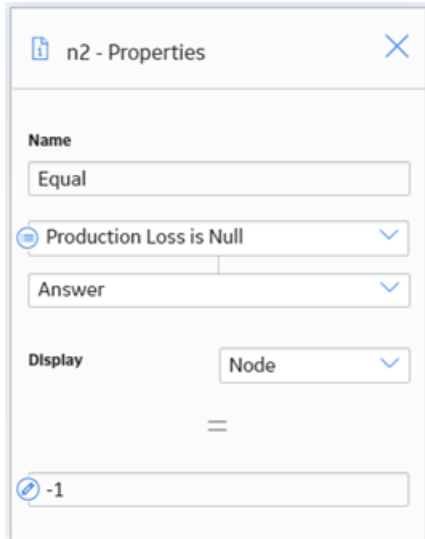 n2 - Properties
Name
Equal
Production Loss is Null
Answer
Display
Node
=
-1